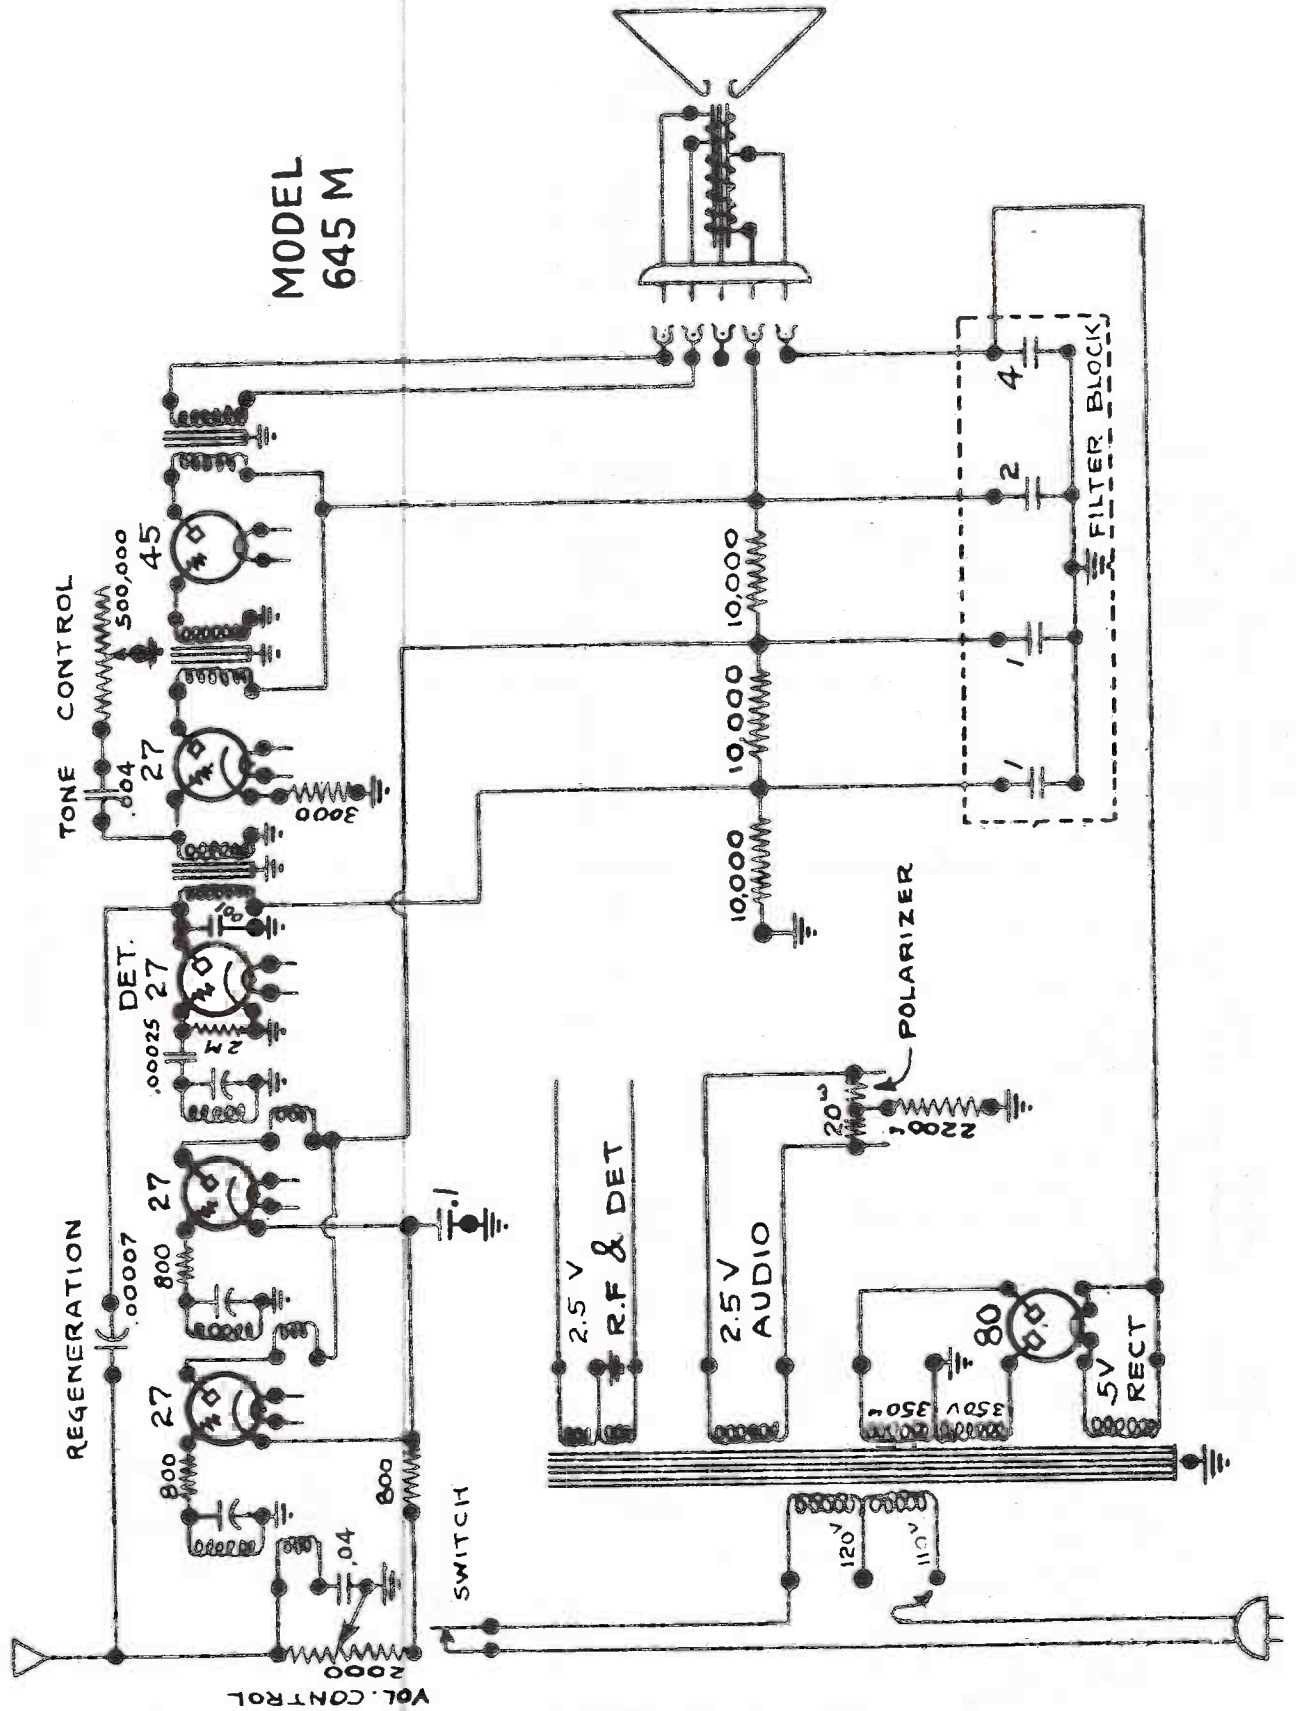 MODEL
645 M
TONE CONTROL
500,000
.004
45
27
3000
DET.
27
.001
2M
.00025
27
REGENERATION
.00007
800
27
800
800
.1
.04
VOL. CONTROL
2000
SWITCH
10,000
10,000
10,000
4
2
1
1
FILTER BLOCK
POLARIZER
20ω
2200
2.5 V
R.F & DET
2.5 V
AUDIO
80
350V
350V
5V
RECT
120V
110V